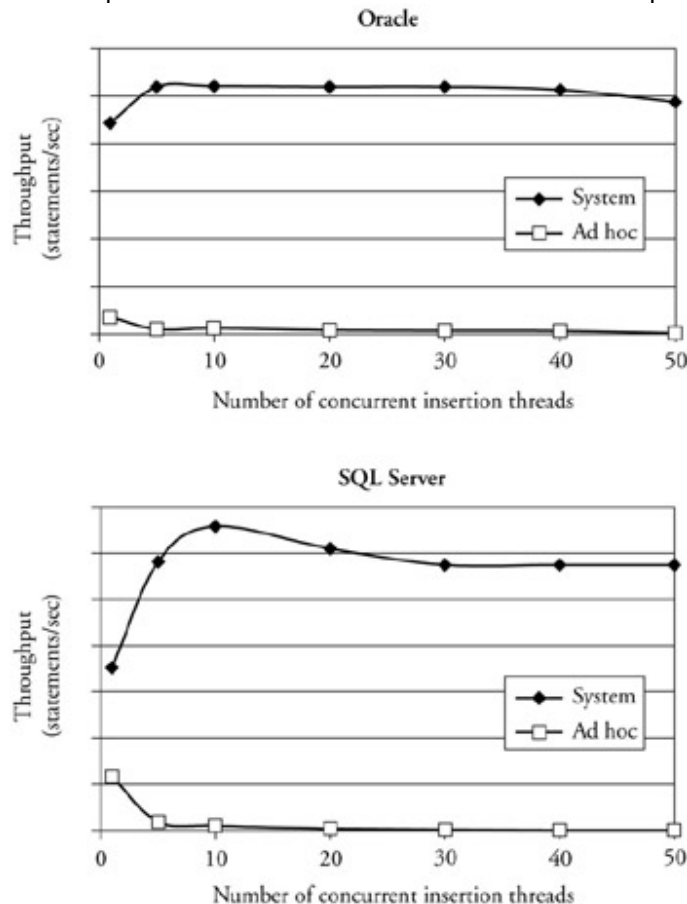 Oracle
Throughput
(statements/sec)
System
Ad hoc
0 10 20 30 40 50
Number of concurrent insertion threads
SQL Server
Throughput
(statements/sec)
System
Ad hoc
0 10 20 30 40 50
Number of concurrent insertion threads